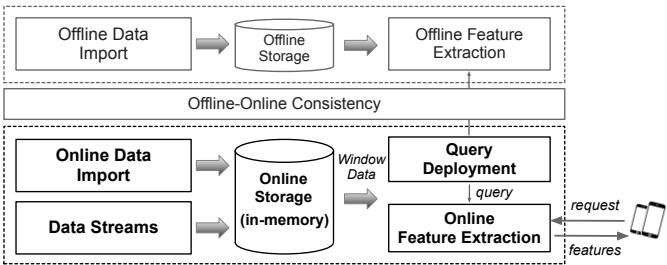 Offline Data
Import
Offline
Storage
Offline Feature
Extraction
Offline-Online Consistency
Online Data
Import
Data Streams
Online
Storage
(in-memory)
Window
Data
Query
Deployment
query
Online
Feature Extraction
request
features